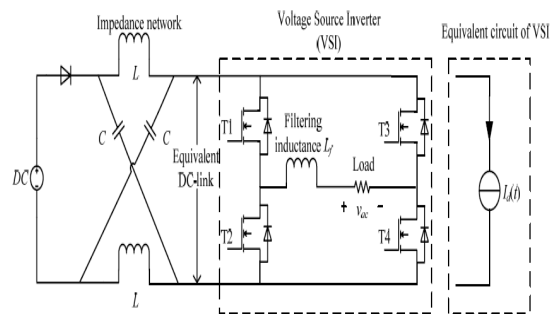 Impedance network
L
C
C
DC
L
Equivalent
DC-link
Voltage Source Inverter
(VSI)
T1
T3
Filtering
inductance Lf
Load
+ vac -
T2
T4
Equivalent circuit of VSI
Id(t)